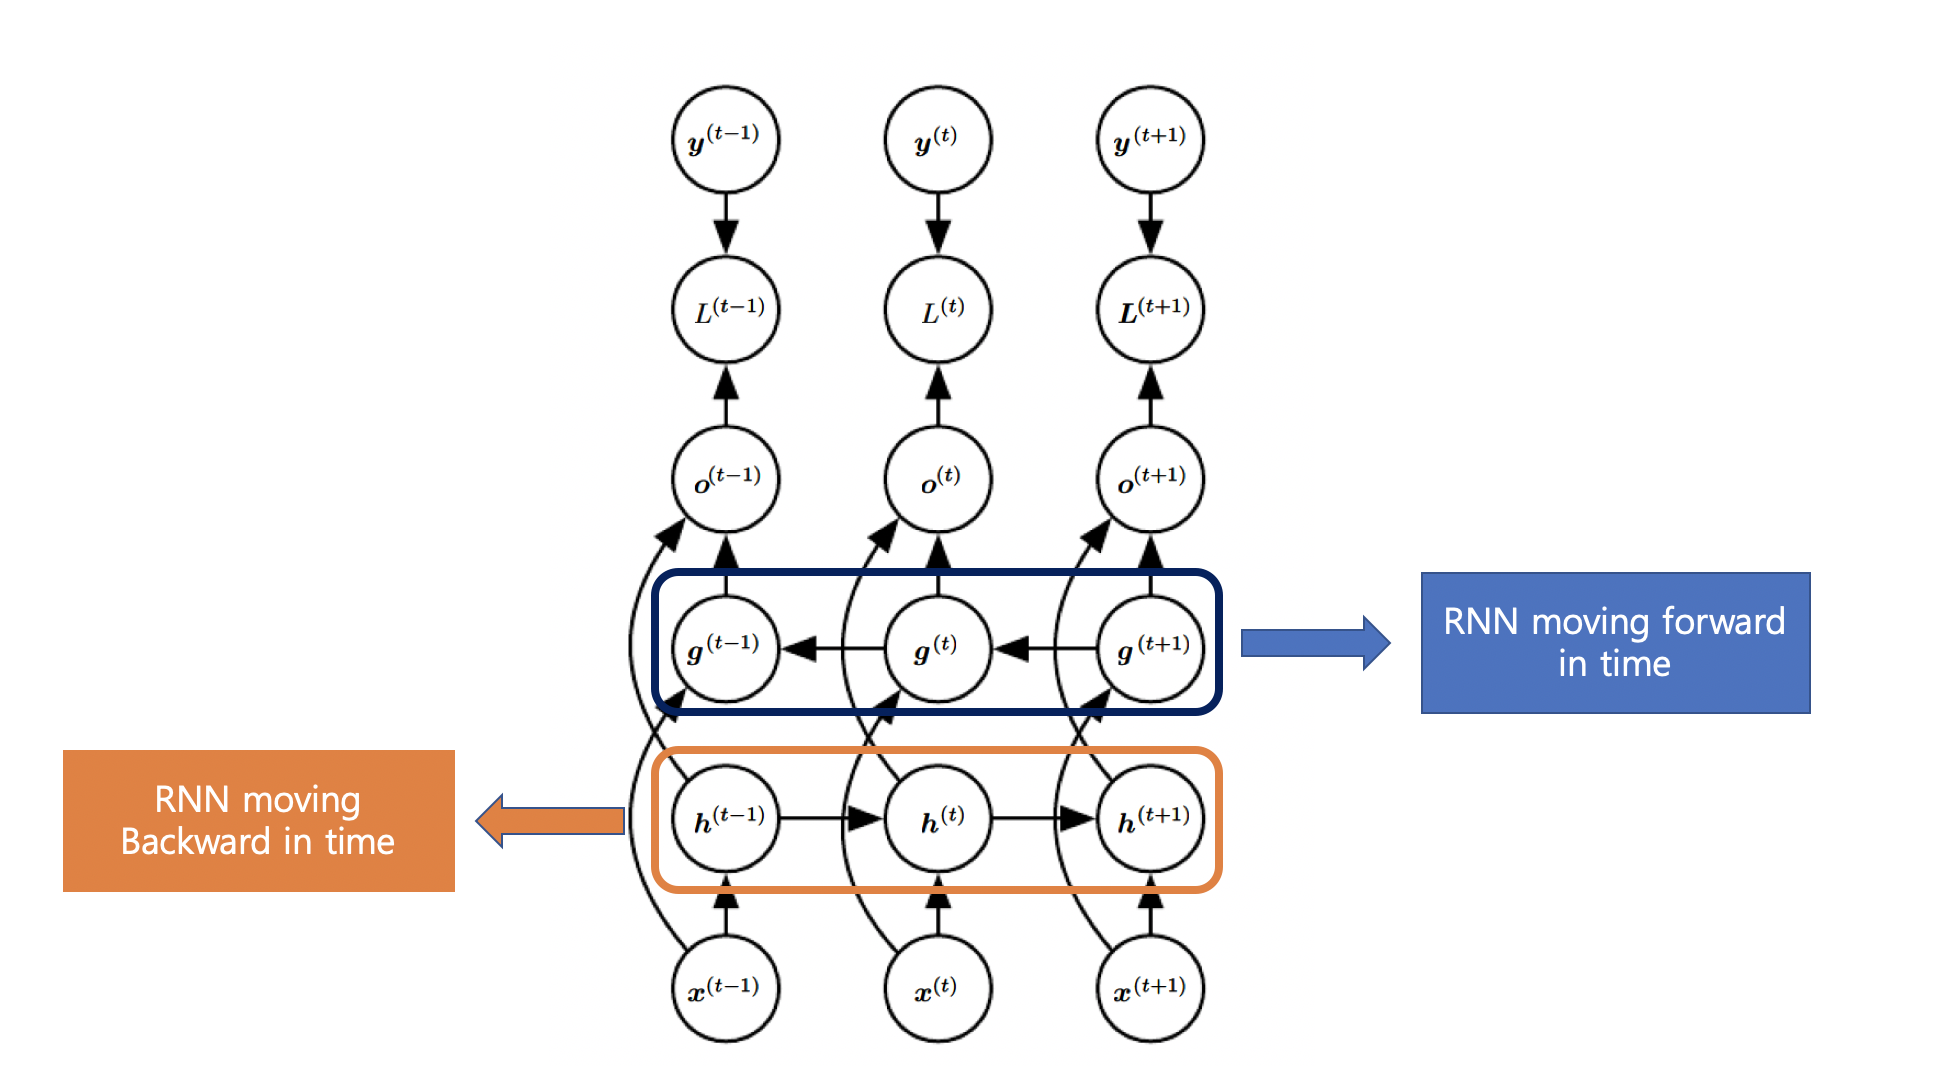 y(t−1) y(t) y(t+1)
L(t−1) L(t) L(t+1)
o(t−1) o(t) o(t+1)
g(t−1) g(t) g(t+1)
RNN moving forward
in time
RNN moving
Backward in time
h(t−1) h(t) h(t+1)
x(t−1) x(t) x(t+1)